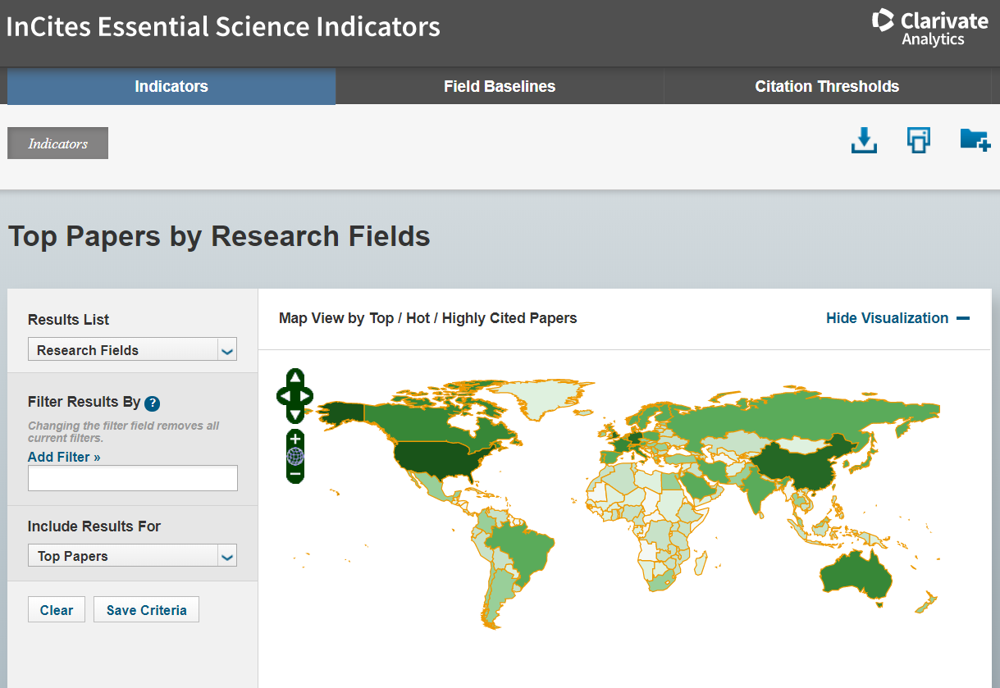 InCites Essential Science Indicators
Clarivate
Analytics
Indicators
Field Baselines
Citation Thresholds
Indicators
Top Papers by Research Fields
Results List
Research Fields
Filter Results By ?
Changing the filter field removes all
current filters.
Add Filter »
Include Results For
Top Papers
Clear
Save Criteria
Map View by Top / Hot / Highly Cited Papers
Hide Visualization